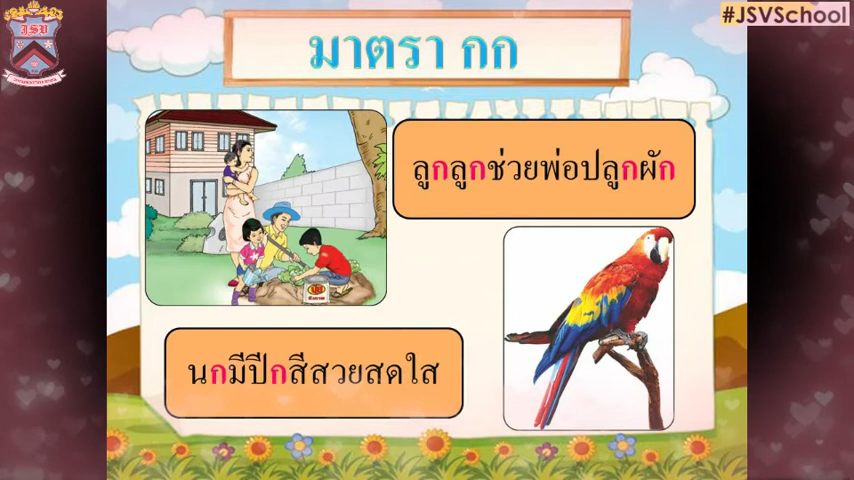 JSV
#JSVSchool
มาตรา กก
ลูกลูกช่วยพ่อปลูกผัก
นกมีปีกสีสวยสดใส